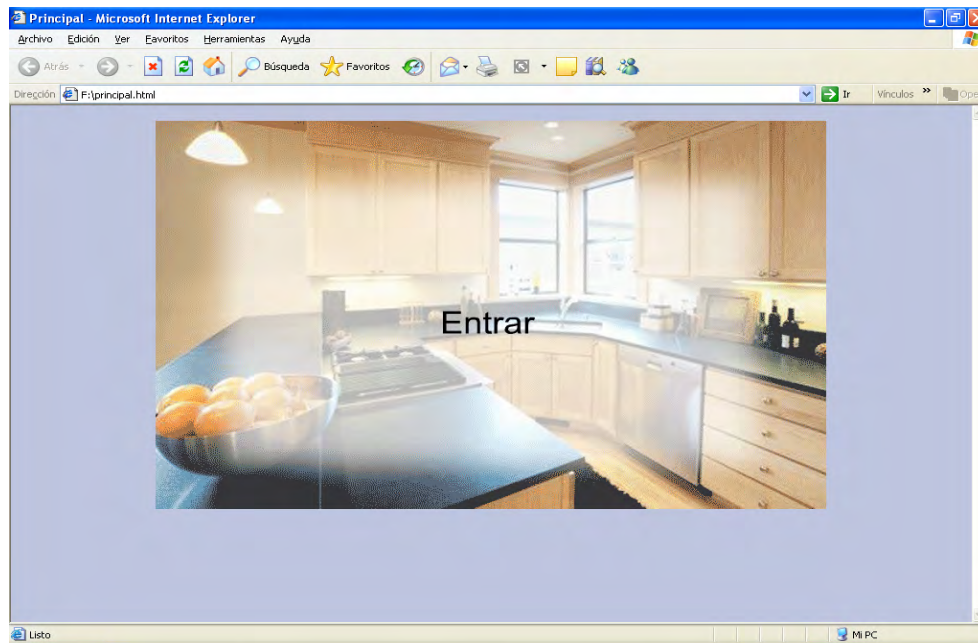 Principal - Microsoft Internet Explorer
Archivo Edición Ver Favoritos Herramientas Ayuda
Atrás Búsqueda Favoritos
Dirección F:\principal.html Ir Vínculos »
Entrar
Listo Mi PC